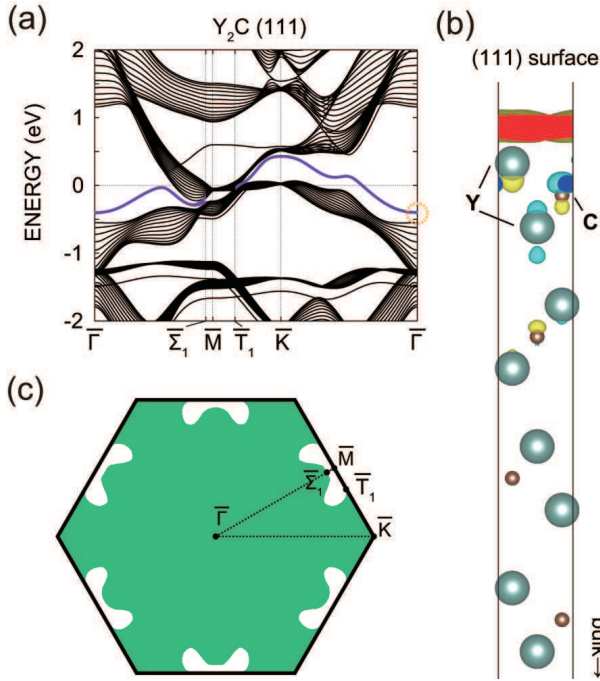 (a)
Y₂C (111)
ENERGY (eV)
2
1
0
-1
-2
Γ̅
Σ̅₁
M̅
T̅₁
K̅
Γ̅
(b)
(111) surface
Y
C
bulk
←
(c)
M̅
Σ̅₁
T̅₁
Γ̅
K̅